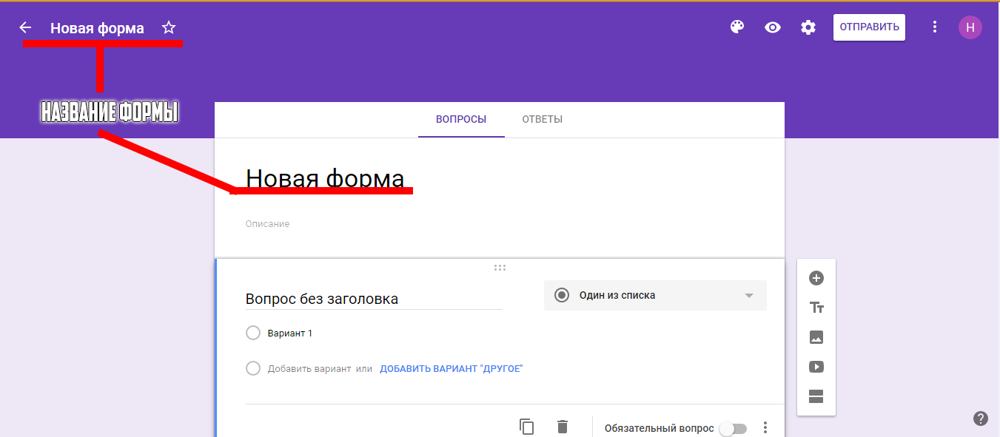 Новая форма
ОТПРАВИТЬ
Н
НАЗВАНИЕ ФОРМЫ
ВОПРОСЫ ОТВЕТЫ
Новая форма
Описание
Вопрос без заголовка
Один из списка
Вариант 1
Добавить вариант или ДОБАВИТЬ ВАРИАНТ "ДРУГОЕ"
Обязательный вопрос